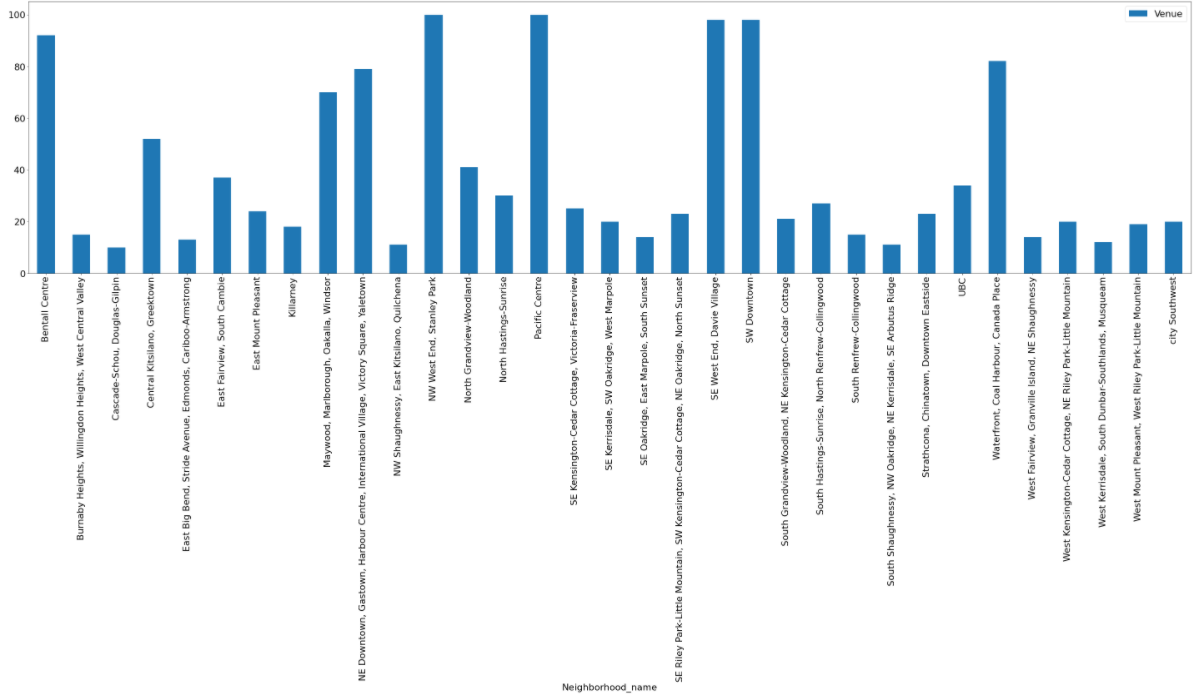 100
80
60
40
20
0
Venue
Bentall Centre
Burnaby Heights, Willingdon Heights, West Central Valley
Cascade-Schou, Douglas-Gilpin
Central Kitsilano, Greektown
East Big Bend, Stride Avenue, Edmonds, Cariboo-Armstrong
East Fairview, South Cambie
East Mount Pleasant
Killarney
Maywood, Marlborough, Oakalla, Windsor
NE Downtown, Gastown, Harbour Centre, International Village, Victory Square, Yaletown
NW Shaughnessy, East Kitsilano, Quilchena
NW West End, Stanley Park
North Grandview-Woodland
North Hastings-Sunrise
Pacific Centre
SE Kensington-Cedar Cottage, Victoria-Fraserview
SE Kerrisdale, SW Oakridge, West Marpole
SE Oakridge, East Marpole, South Sunset
SE Riley Park-Little Mountain, SW Kensington-Cedar Cottage, NE Oakridge, North Sunset
SE West End, Davie Village
SW Downtown
South Grandview-Woodland, NE Kensington-Cedar Cottage
South Hastings-Sunrise, North Renfrew-Collingwood
South Renfrew-Collingwood
South Shaughnessy, NW Oakridge, NE Kerrisdale, SE Arbutus Ridge
Strathcona, Chinatown, Downtown Eastside
UBC
Waterfront, Coal Harbour, Canada Place
West Fairview, Granville Island, NE Shaughnessy
West Kensington-Cedar Cottage, NE Riley Park-Little Mountain
West Kerrisdale, South Dunbar-Southlands, Musqueam
West Mount Pleasant, West Riley Park-Little Mountain
city Southwest
Neighborhood_name